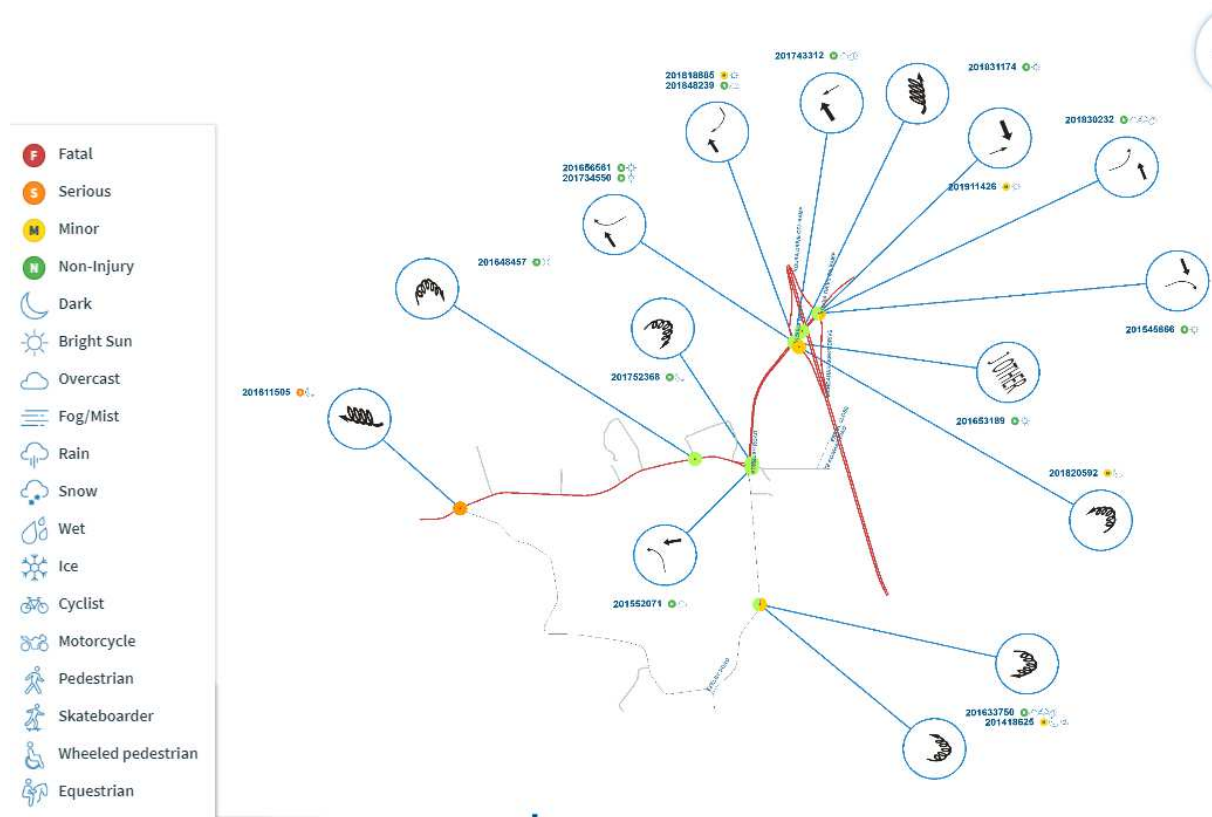 Fatal
Serious
Minor
Non-Injury
Dark
Bright Sun
Overcast
Fog/Mist
Rain
Snow
Wet
Ice
Cyclist
Motorcycle
Pedestrian
Skateboarder
Wheeled pedestrian
Equestrian
F
S
M
N
201743312
201818885
201848239
201831174
201830232
201911426
201656561
201734550
201648457
201545666
201752368
201611505
OTHER
201653189
201820592
201552071
201633750
201418625